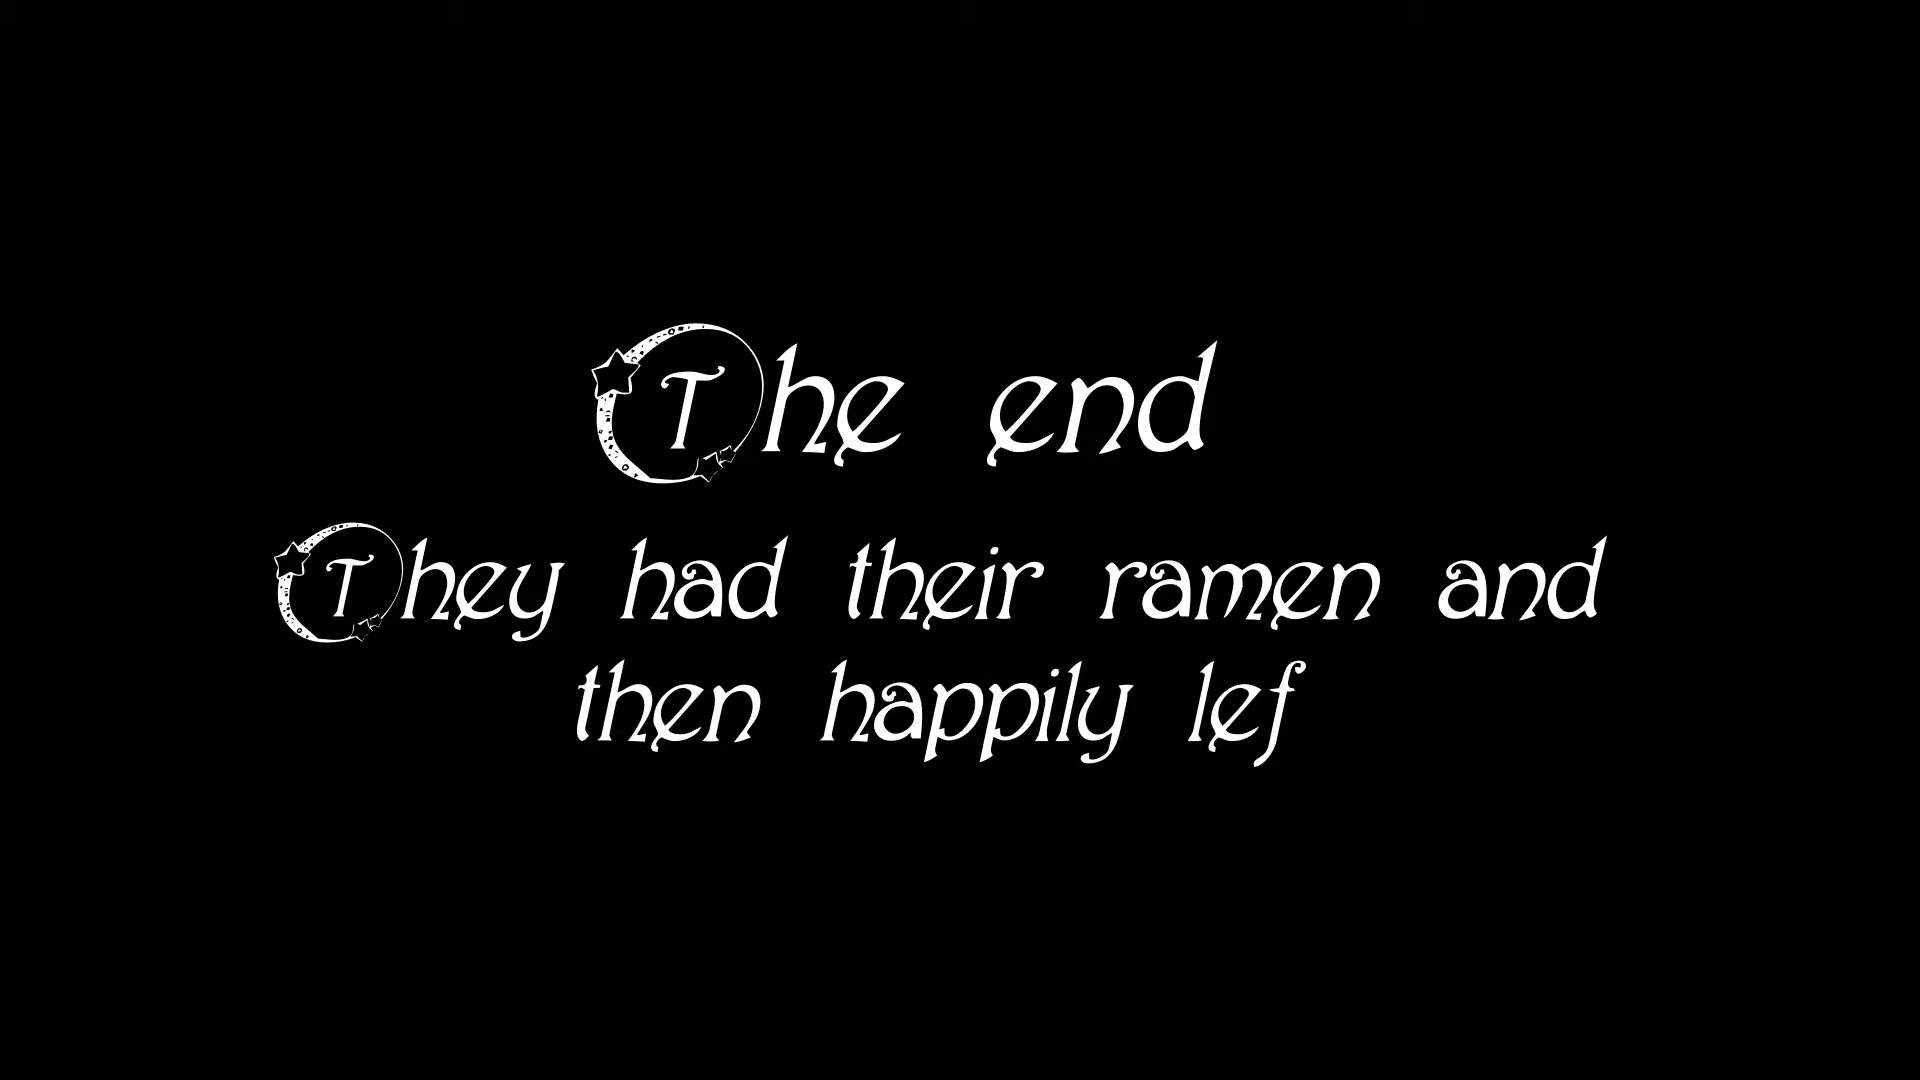 The end
They had their ramen and
then happily lef